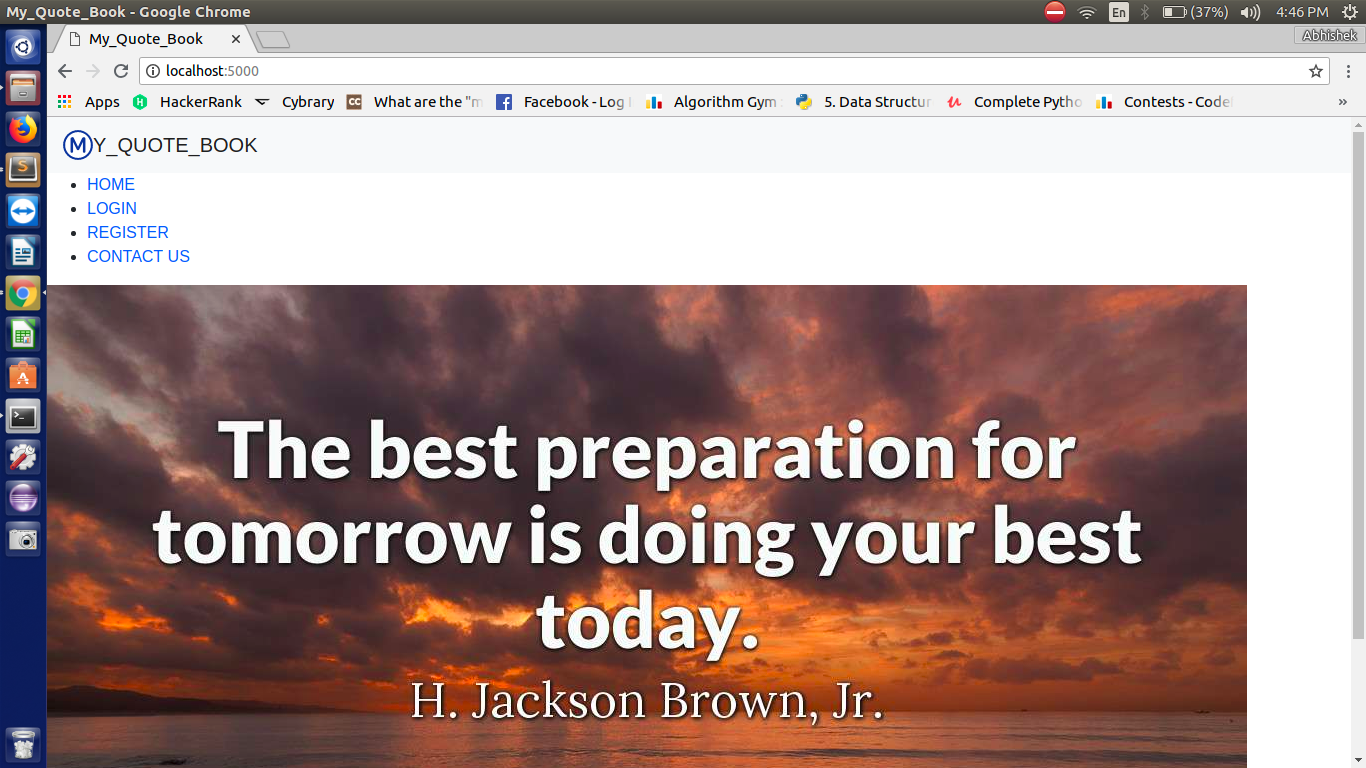 My_Quote_Book - Google Chrome
En
(37%)
4:46 PM
My_Quote_Book
Abhishek
localhost:5000
Apps
HackerRank
Cybrary
CC
What are the "m
Facebook - Log
Algorithm Gym
5. Data Structur
Complete Pytho
Contests - Code
MY_QUOTE_BOOK
HOME
LOGIN
REGISTER
CONTACT US
The best preparation for
tomorrow is doing your best
today.
H. Jackson Brown, Jr.